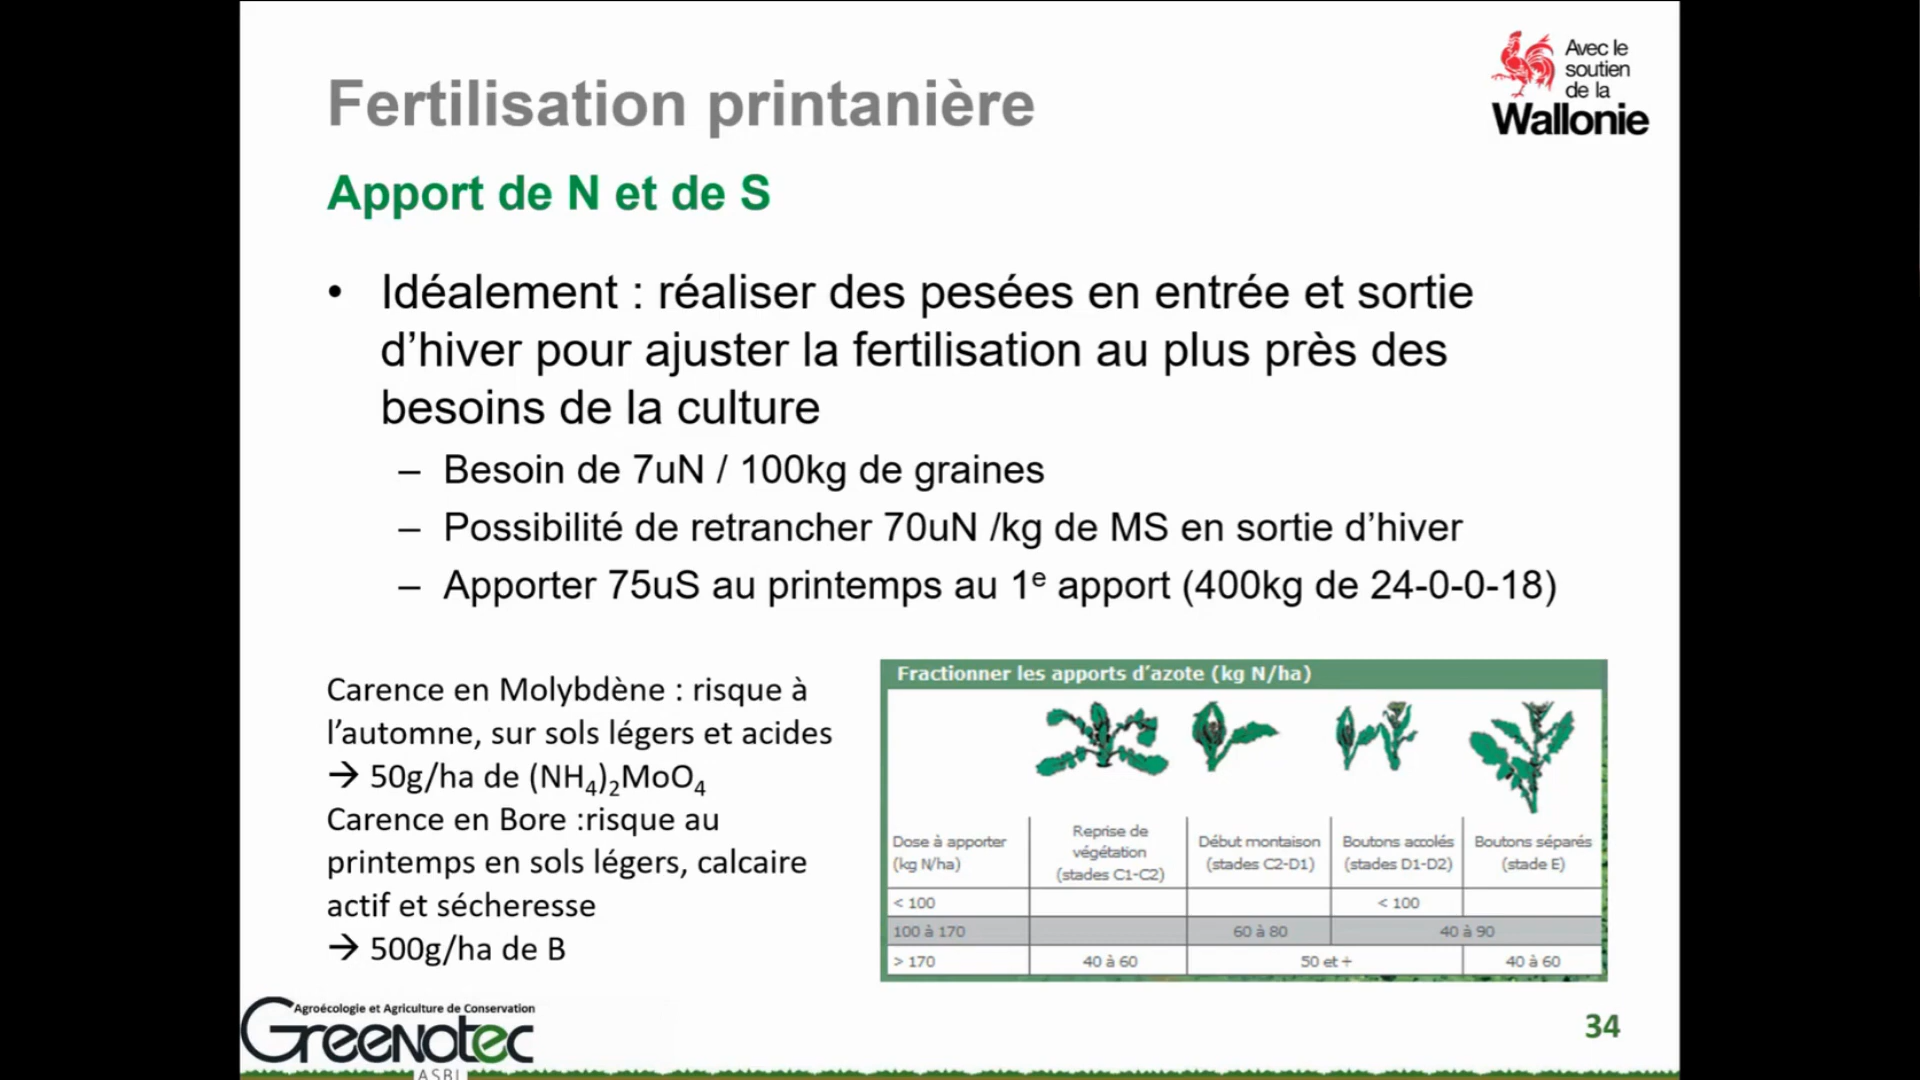 Avec le
soutien
de la
Wallonie
Fertilisation printanière
Apport de N et de S
• Idéalement : réaliser des pesées en entrée et sortie
d’hiver pour ajuster la fertilisation au plus près des
besoins de la culture
– Besoin de 7uN / 100kg de graines
– Possibilité de retrancher 70uN /kg de MS en sortie d’hiver
– Apporter 75uS au printemps au 1ᵉ apport (400kg de 24-0-0-18)
Carence en Molybdène : risque à
l’automne, sur sols légers et acides
→ 50g/ha de (NH₄)₂MoO₄
Carence en Bore :risque au
printemps en sols légers, calcaire
actif et sécheresse
→ 500g/ha de B
Fractionner les apports d’azote (kg N/ha)
Dose à apporter
(kg N/ha)
Reprise de
végétation
(stades C1-C2)
Début montaison
(stades C2-D1)
Boutons accolés
(stades D1-D2)
Boutons séparés
(stade E)
< 100 < 100
100 à 170 60 à 80 40 à 90
> 170 40 à 60 50 et + 40 à 60
Agroécologie et Agriculture de Conservation
Greenotec
ASBL
34